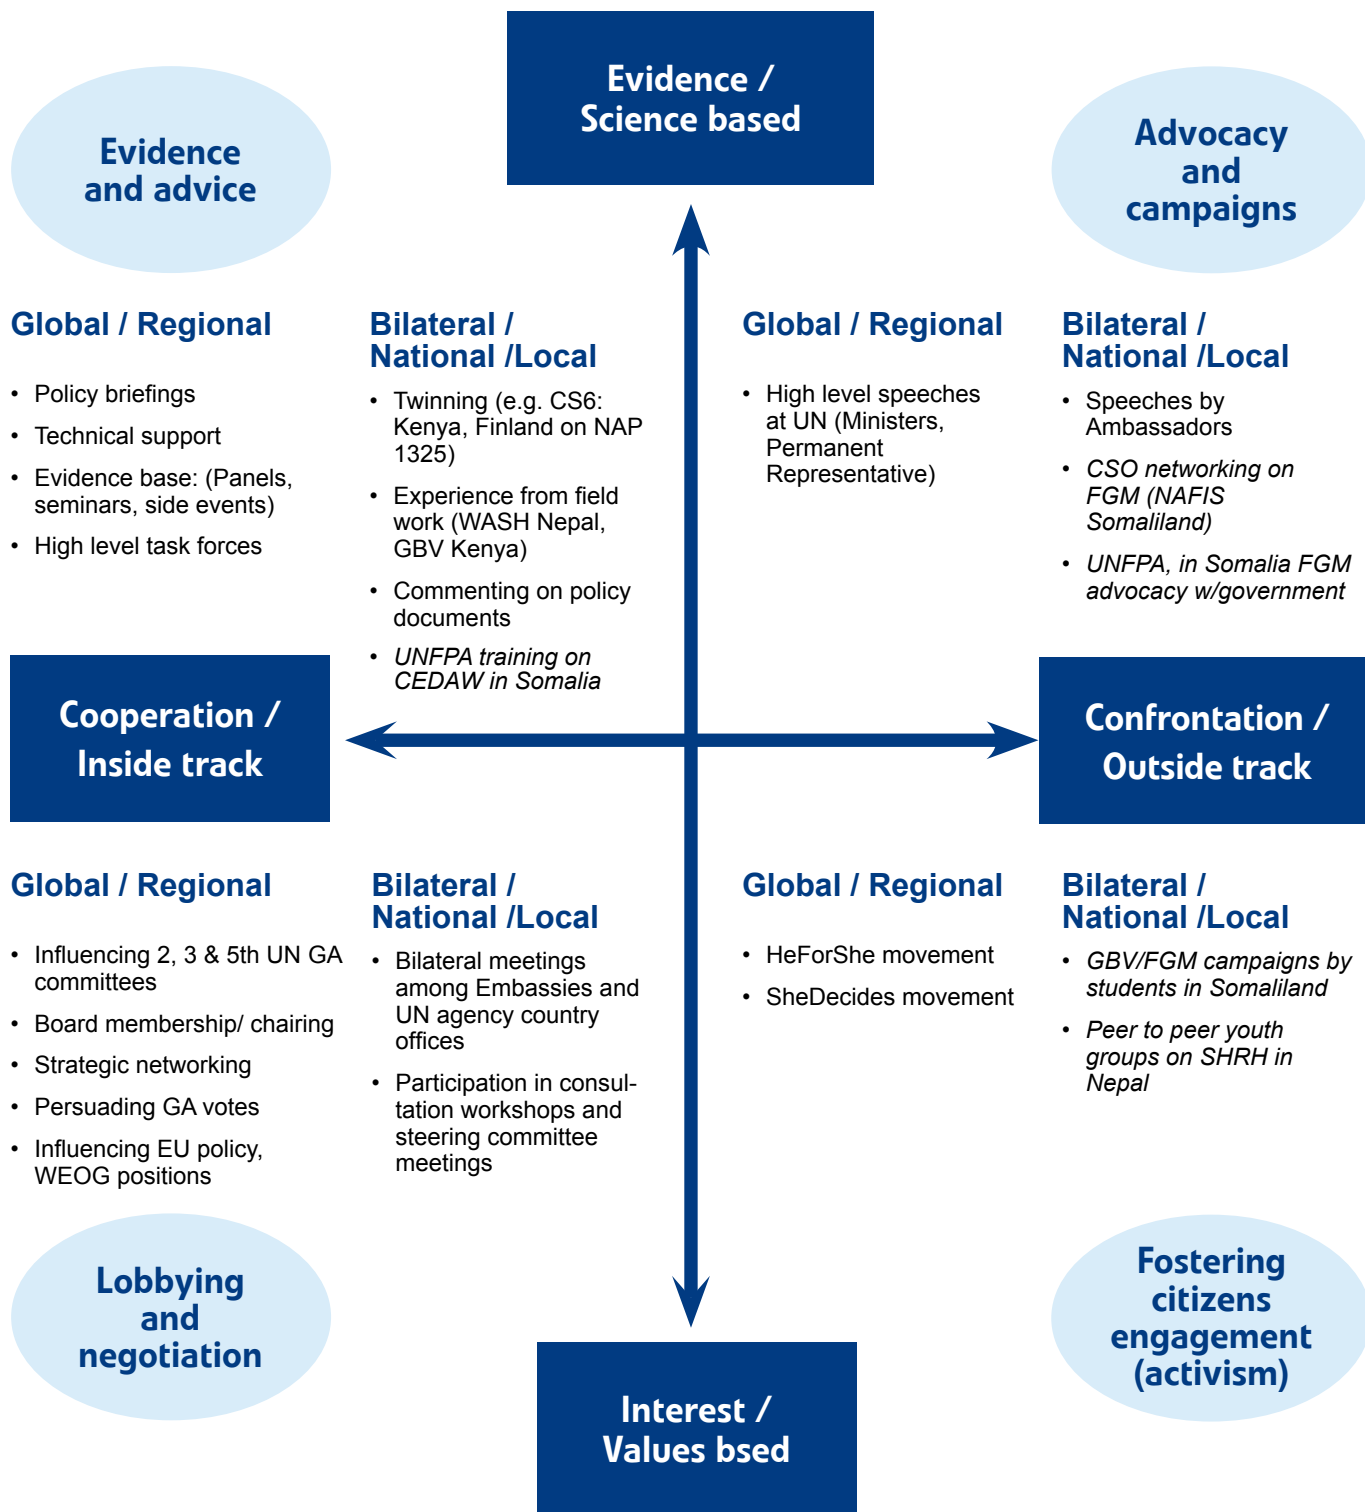 Evidence /
Science based
Evidence
and advice
Advocacy
and
campaigns
Global / Regional
• Policy briefings
• Technical support
• Evidence base: (Panels,
seminars, side events)
• High level task forces
Bilateral /
National /Local
• Twinning (e.g. CS6:
Kenya, Finland on NAP
1325)
• Experience from field
work (WASH Nepal,
GBV Kenya)
• Commenting on policy
documents
• UNFPA training on
CEDAW in Somalia
Global / Regional
• High level speeches
at UN (Ministers,
Permanent
Representative)
Bilateral /
National /Local
• Speeches by
Ambassadors
• CSO networking on
FGM (NAFIS
Somaliland)
• UNFPA, in Somalia FGM
advocacy w/government
Cooperation /
Inside track
Confrontation /
Outside track
Global / Regional
• Influencing 2, 3 & 5th UN GA
committees
• Board membership/ chairing
• Strategic networking
• Persuading GA votes
• Influencing EU policy,
WEOG positions
Bilateral /
National /Local
• Bilateral meetings
among Embassies and
UN agency country
offices
• Participation in consul-
tation workshops and
steering committee
meetings
Global / Regional
• HeForShe movement
• SheDecides movement
Bilateral /
National /Local
• GBV/FGM campaigns by
students in Somaliland
• Peer to peer youth
groups on SHRH in
Nepal
Lobbying
and
negotiation
Fostering
citizens
engagement
(activism)
Interest /
Values bsed